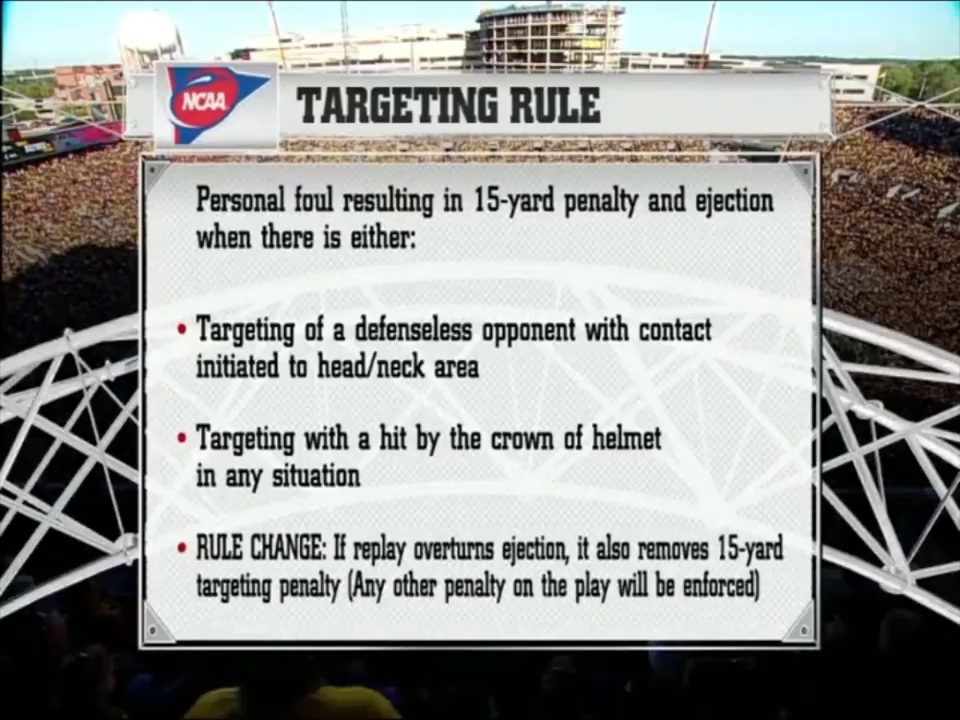 NCAA
TARGETING RULE
Personal foul resulting in 15-yard penalty and ejection
when there is either:
• Targeting of a defenseless opponent with contact
initiated to head/neck area
• Targeting with a hit by the crown of helmet
in any situation
• RULE CHANGE: If replay overturns ejection, it also removes 15-yard
targeting penalty (Any other penalty on the play will be enforced)